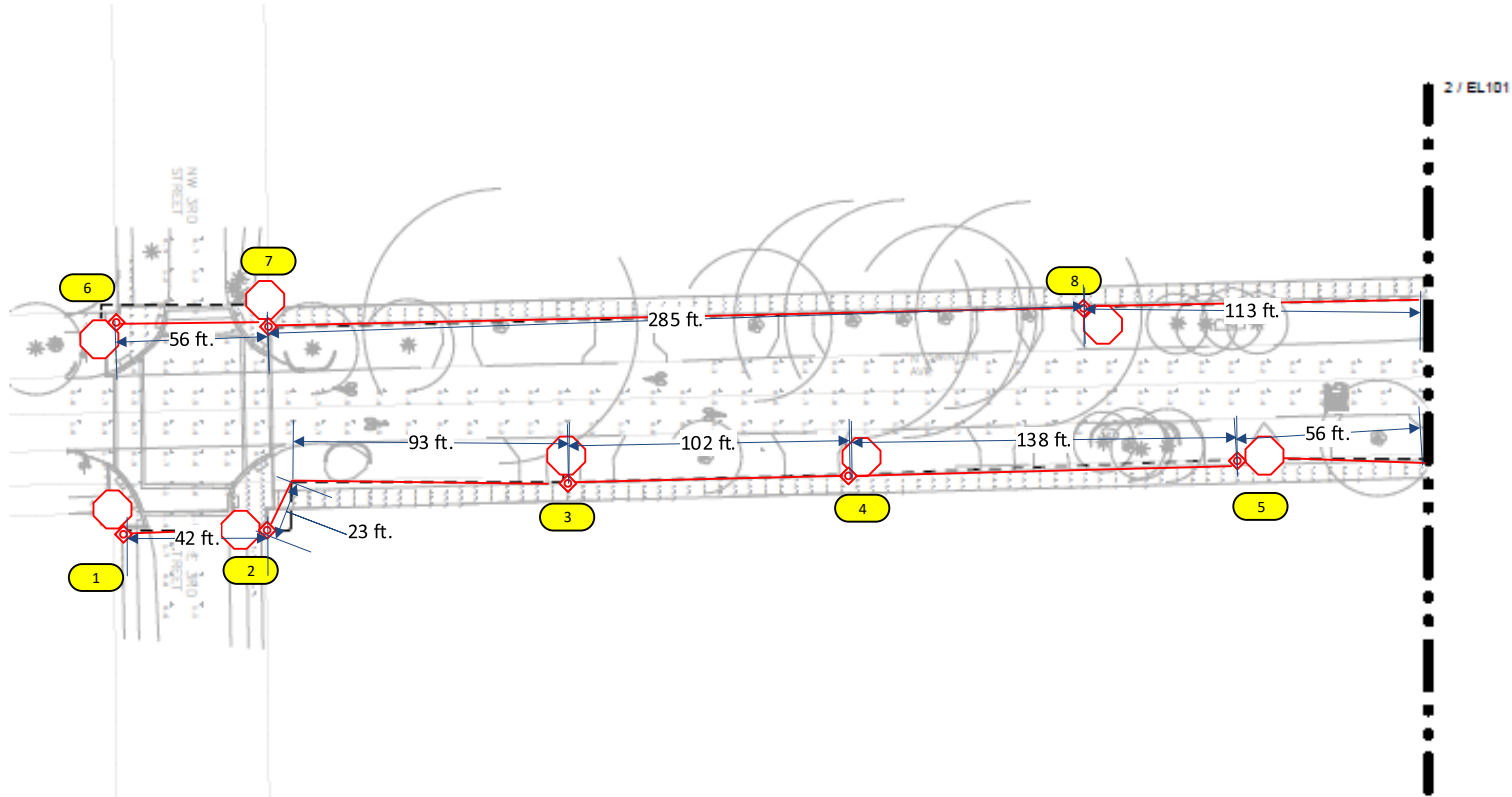 2 / EL101
NW 3RD
STREET
7
6
8
285 ft.
113 ft.
56 ft.
93 ft.
102 ft.
138 ft.
56 ft.
3
4
5
23 ft.
42 ft.
1
2